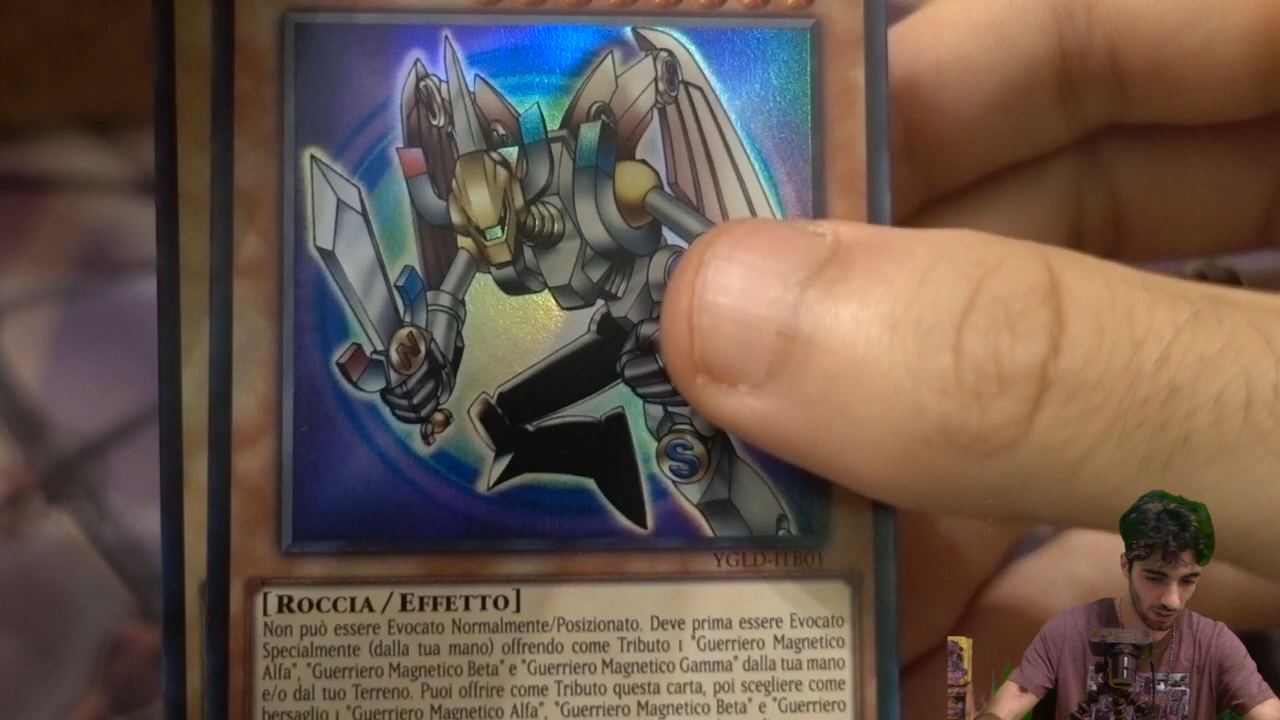 N
S
YGLD-ITB01
[ROCCIA/EFFETTO]
Non può essere Evocato Normalmente/Posizionato. Deve prima essere Evocato
Specialmente (dalla tua mano) offrendo come Tributo 1 "Guerriero Magnetico
Alfa", "Guerriero Magnetico Beta" e "Guerriero Magnetico Gamma" dalla tua mano
e/o dal tuo Terreno. Puoi offrire come Tributo questa carta, poi scegliere come
bersaglio 1 "Guerriero Magnetico Alfa", "Guerriero Magnetico Beta" e "Guerriero